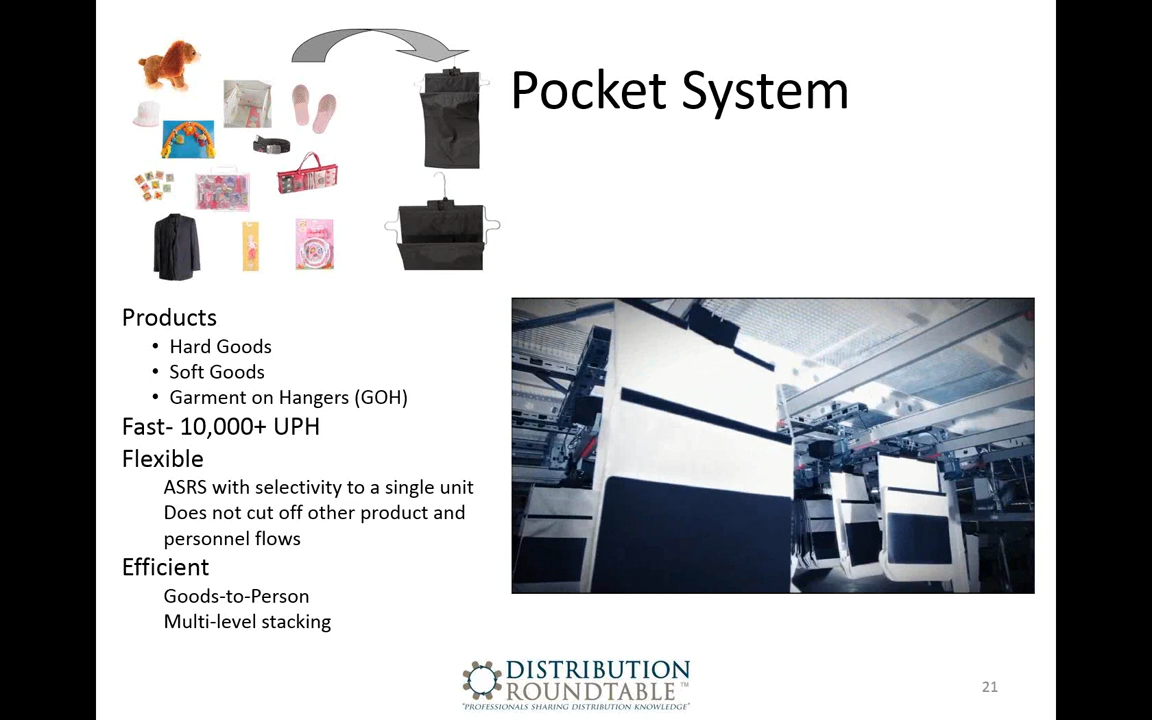 Pocket System
Products
• Hard Goods
• Soft Goods
• Garment on Hangers (GOH)
Fast- 10,000+ UPH
Flexible
ASRS with selectivity to a single unit
Does not cut off other product and
personnel flows
Efficient
Goods-to-Person
Multi-level stacking
DISTRIBUTION
ROUNDTABLE™
"PROFESSIONALS SHARING DISTRIBUTION KNOWLEDGE"
21